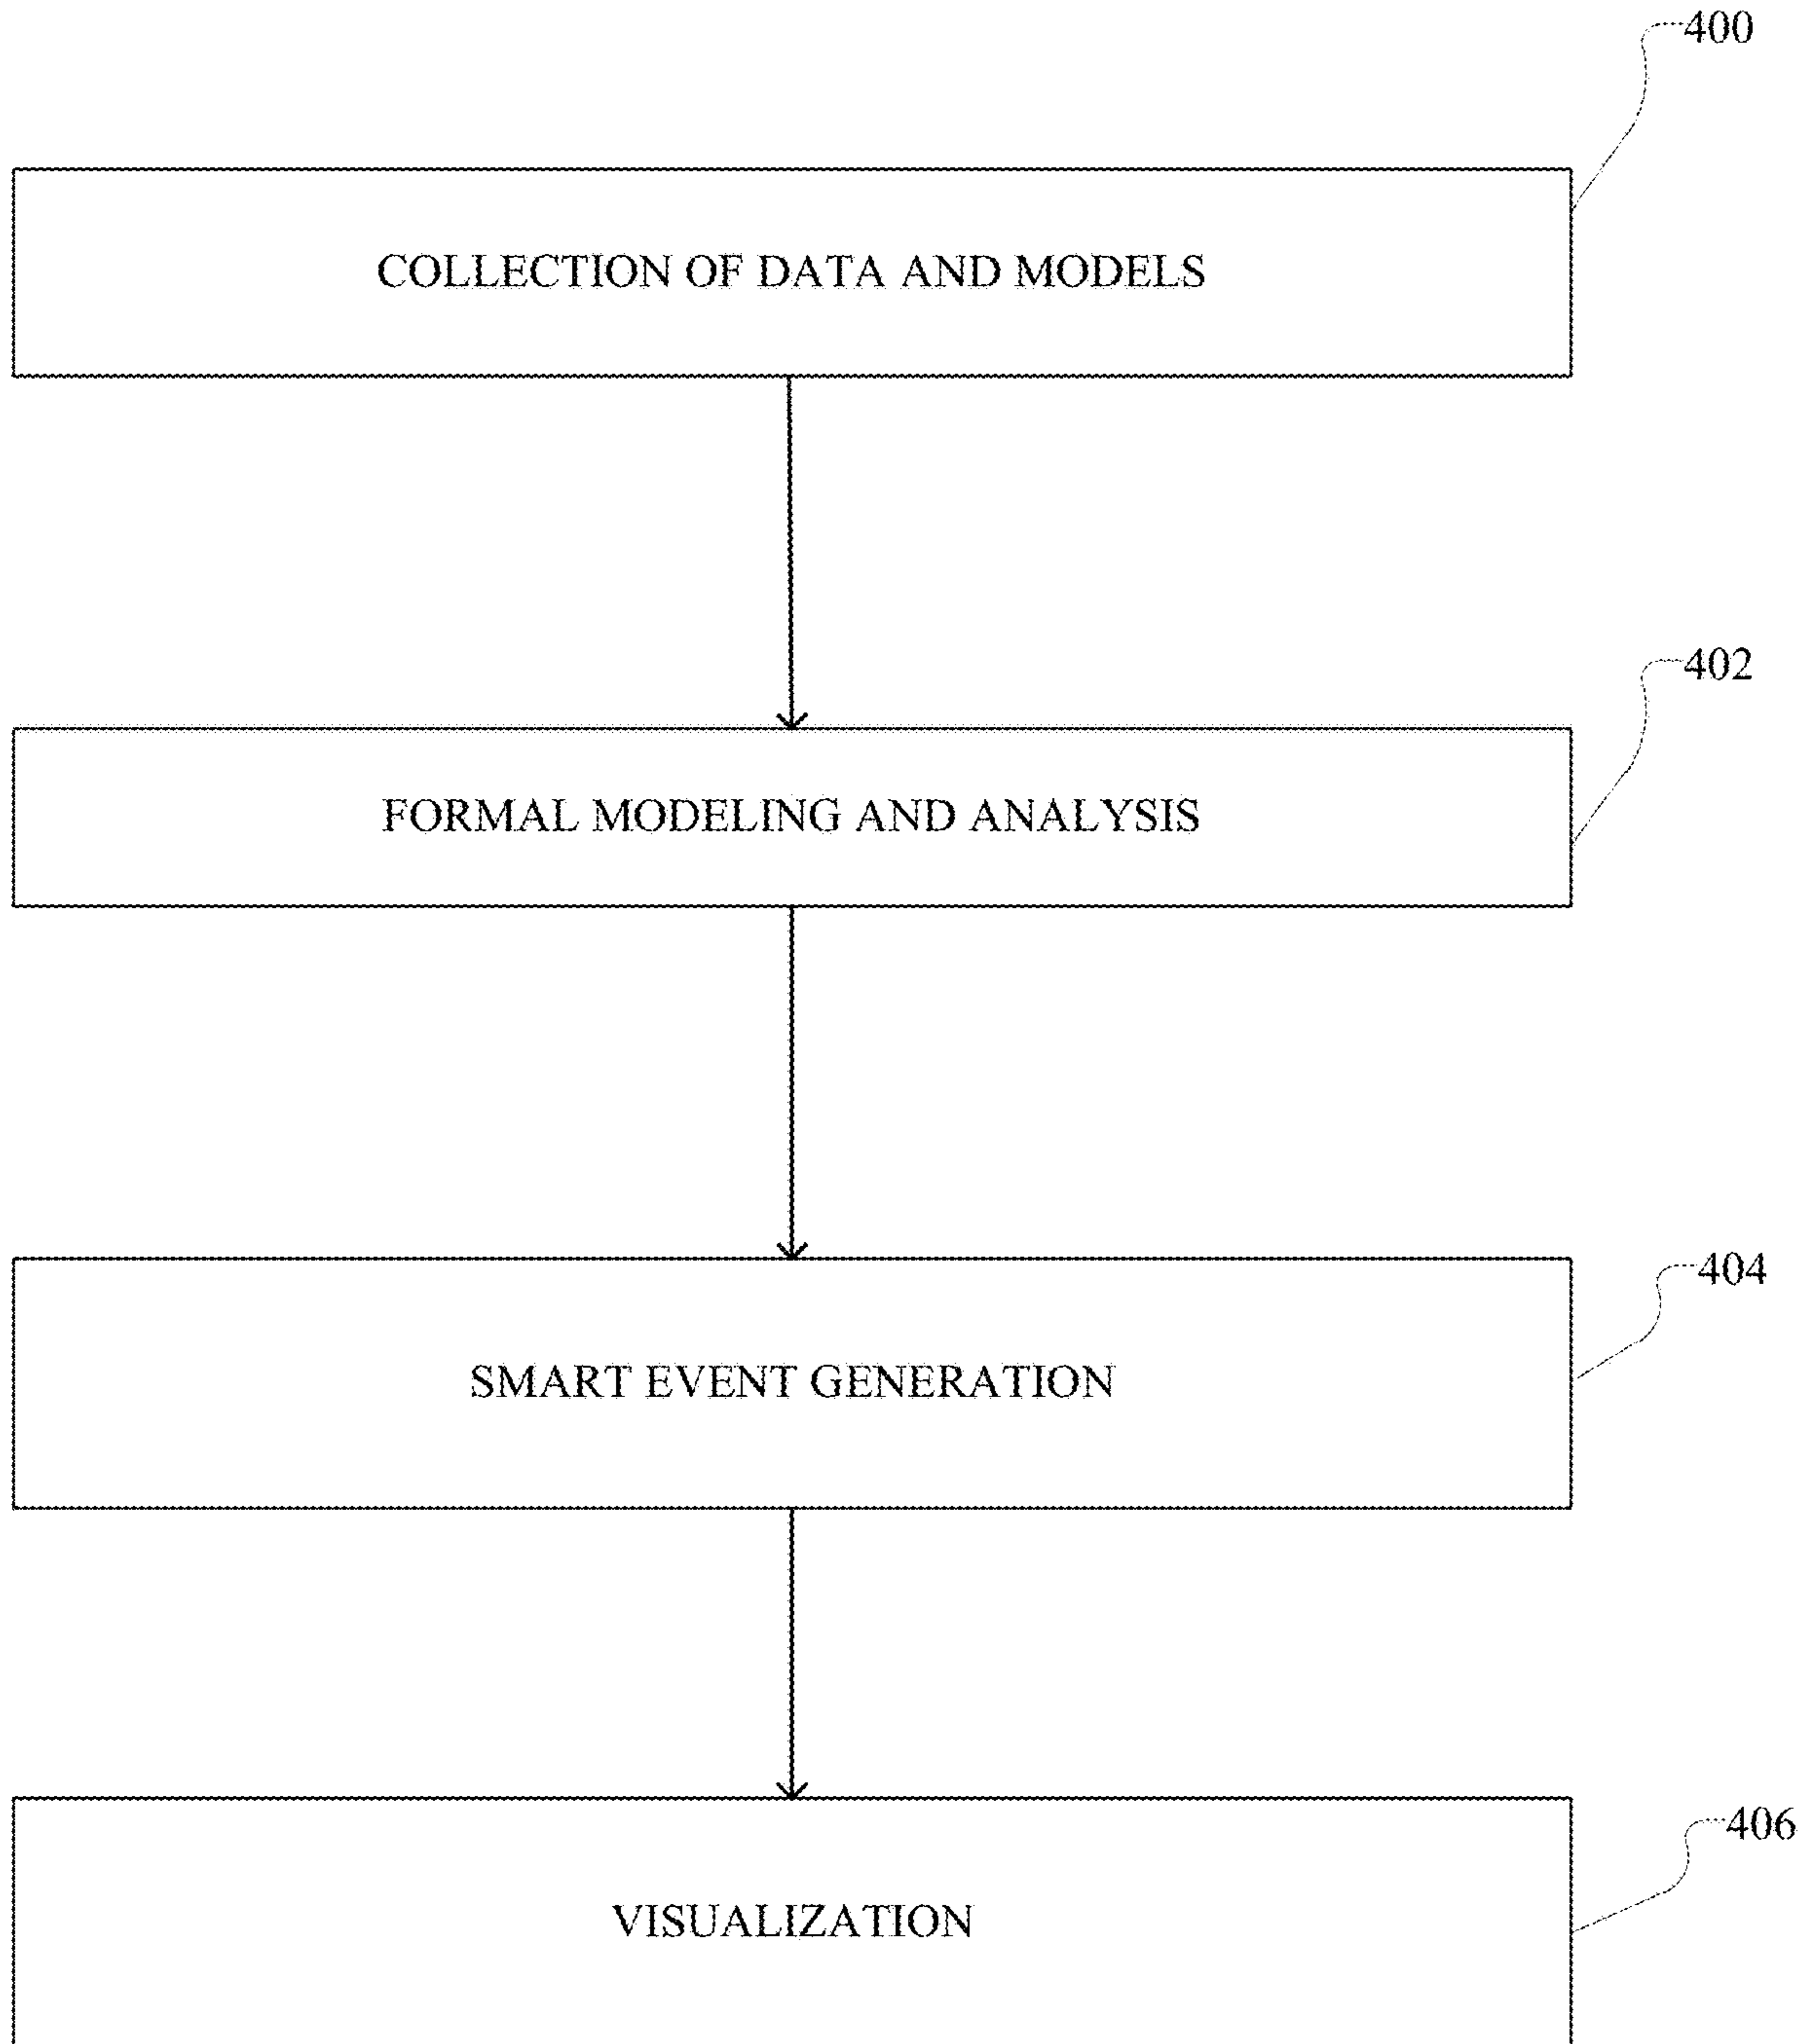 400
COLLECTION OF DATA AND MODELS
402
FORMAL MODELING AND ANALYSIS
404
SMART EVENT GENERATION
406
VISUALIZATION